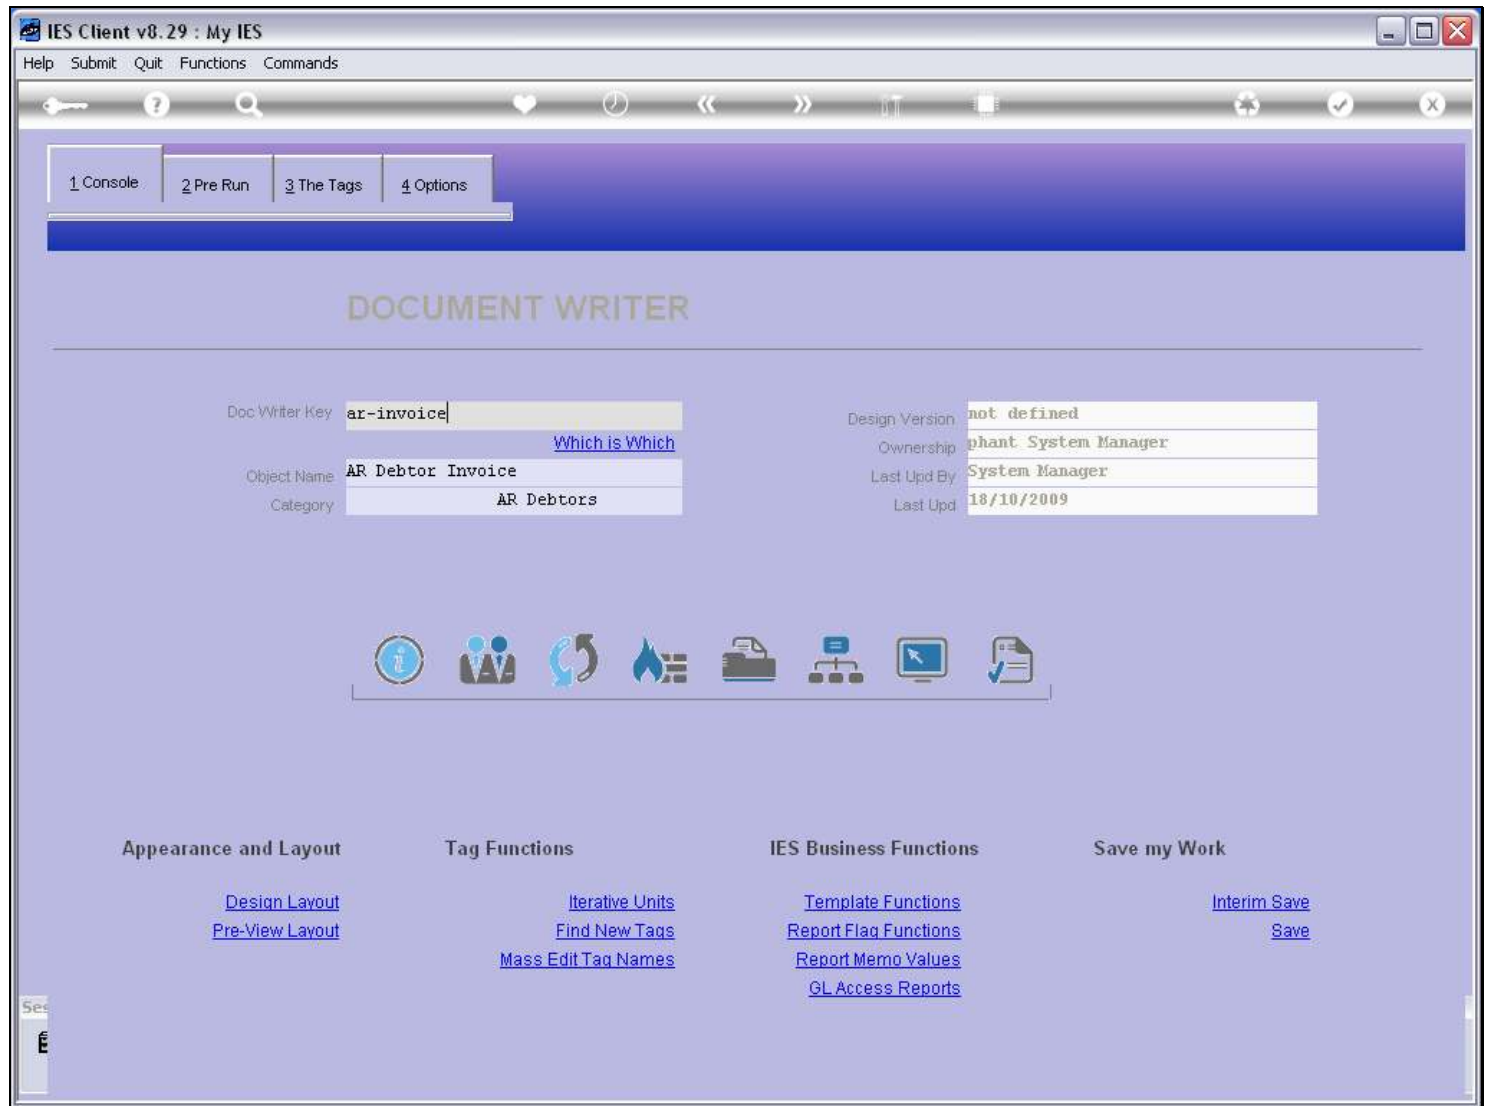 IES Client v8.29 : My IES
Help Submit Quit Functions Commands
1 Console 2 Pre Run 3 The Tags 4 Options
DOCUMENT WRITER
Doc Writer Key ar-invoice Design Version not defined
Which is Which Ownership phant System Manager
Object Name AR Debtor Invoice Last Upd By System Manager
Category AR Debtors Last Upd 18/10/2009
Appearance and Layout Tag Functions IES Business Functions Save my Work
Design Layout Iterative Units Template Functions Interim Save
Pre-View Layout Find New Tags Report Flag Functions Save
Mass Edit Tag Names Report Memo Values
GL Access Reports